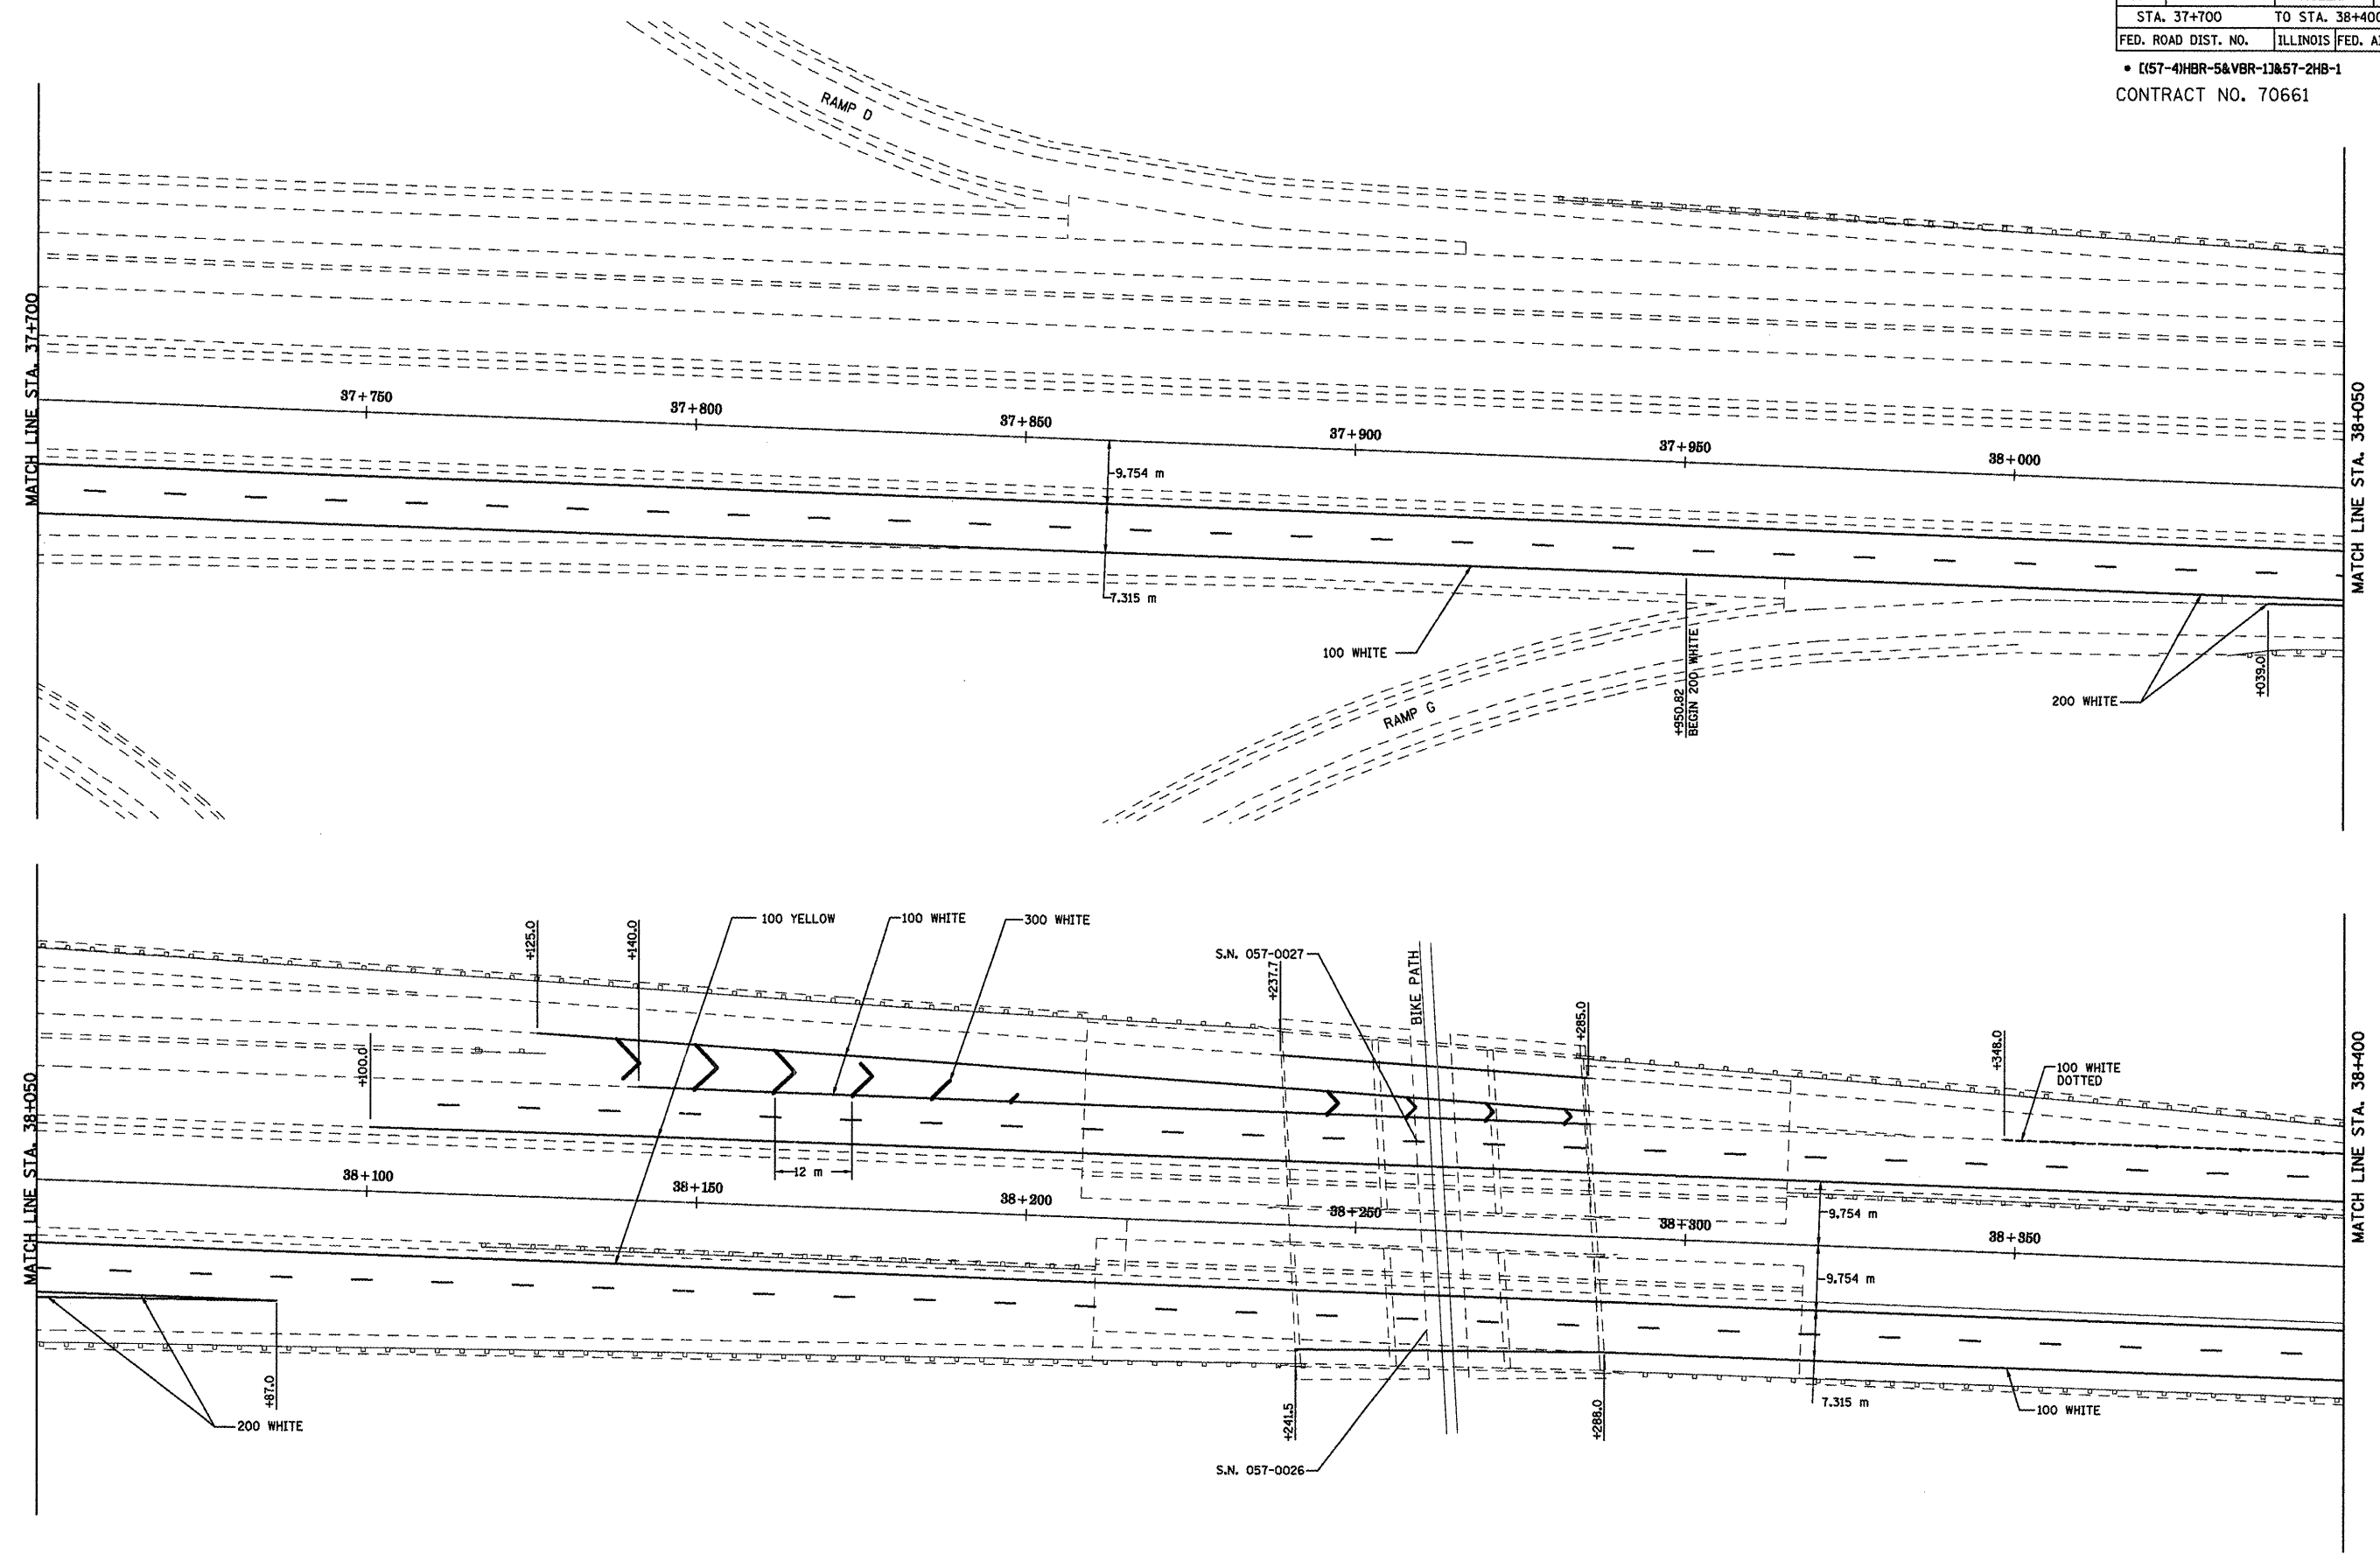 STA. 37+700 TO STA. 38+400
FED. ROAD DIST. NO. ILLINOIS FED. AI
• [(57-4)HBR-5&VBR-1]&57-2HB-1
CONTRACT NO. 70661
RAMP D
MATCH LINE STA. 37+700
37+750
37+800
37+850
37+900
37+950
38+000
MATCH LINE STA. 38+050
9.754 m
7.315 m
100 WHITE
+950.82
BEGIN 200 WHITE
RAMP G
200 WHITE
+039.0
MATCH LINE STA. 38+050
+100.0
+125.0
+140.0
100 YELLOW
100 WHITE
300 WHITE
S.N. 057-0027
+237.7
BIKE PATH
+285.0
+348.0
100 WHITE
DOTTED
MATCH LINE STA. 38+400
12 m
38+100
38+150
38+200
38+250
38+300
38+350
9.754 m
9.754 m
7.315 m
+87.0
200 WHITE
+241.5
+288.0
100 WHITE
S.N. 057-0026